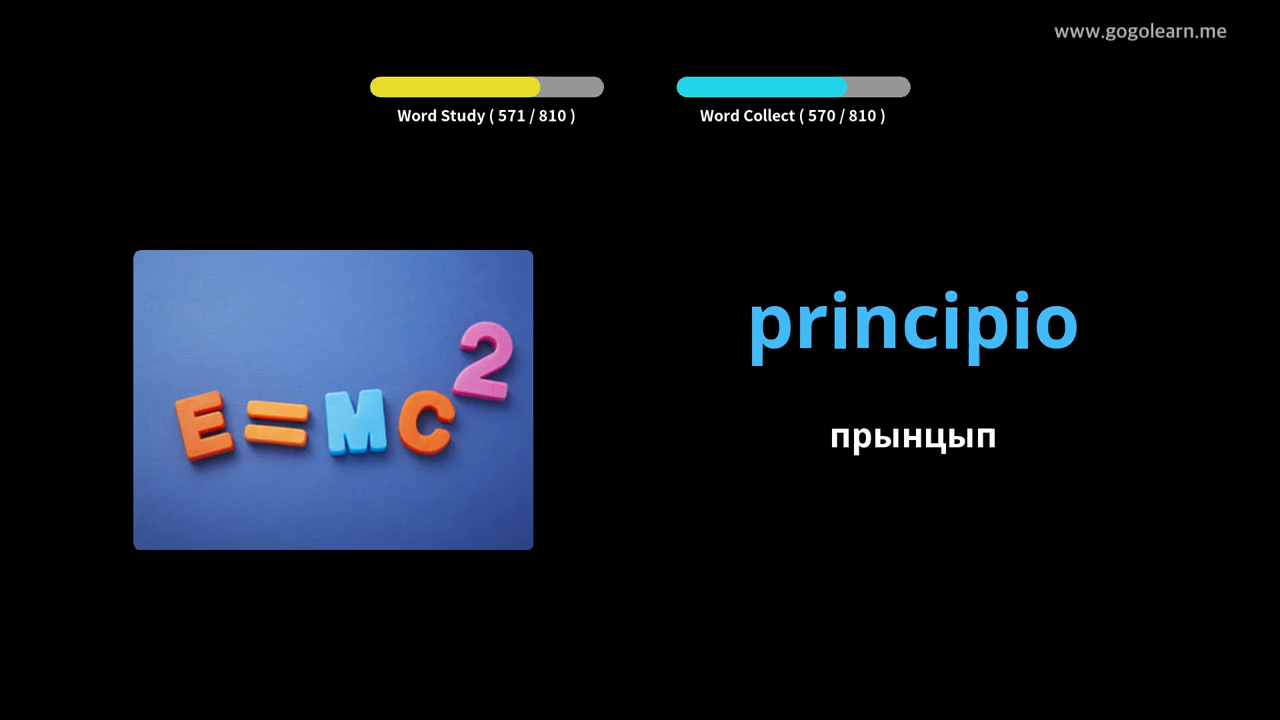 www.gogolearn.me
Word Study ( 571 / 810 )
Word Collect ( 570 / 810 )
E=MC2
principio
прынцып